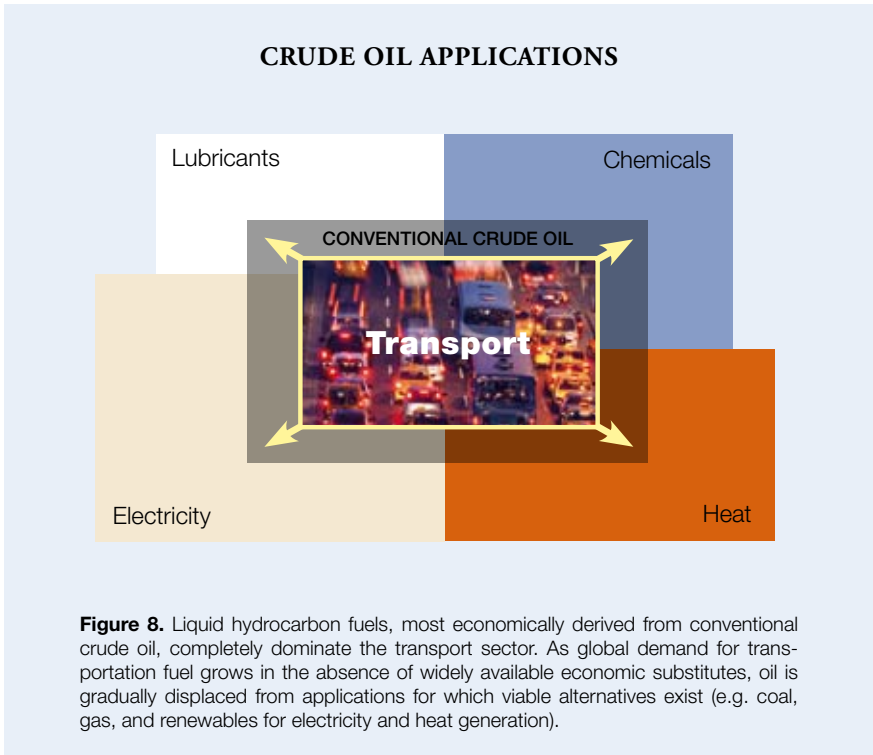 CRUDE OIL APPLICATIONS
Lubricants
Chemicals
CONVENTIONAL CRUDE OIL
Transport
Electricity
Heat
Figure 8. Liquid hydrocarbon fuels, most economically derived from conventional
crude oil, completely dominate the transport sector. As global demand for trans-
portation fuel grows in the absence of widely available economic substitutes, oil is
gradually displaced from applications for which viable alternatives exist (e.g. coal,
gas, and renewables for electricity and heat generation).